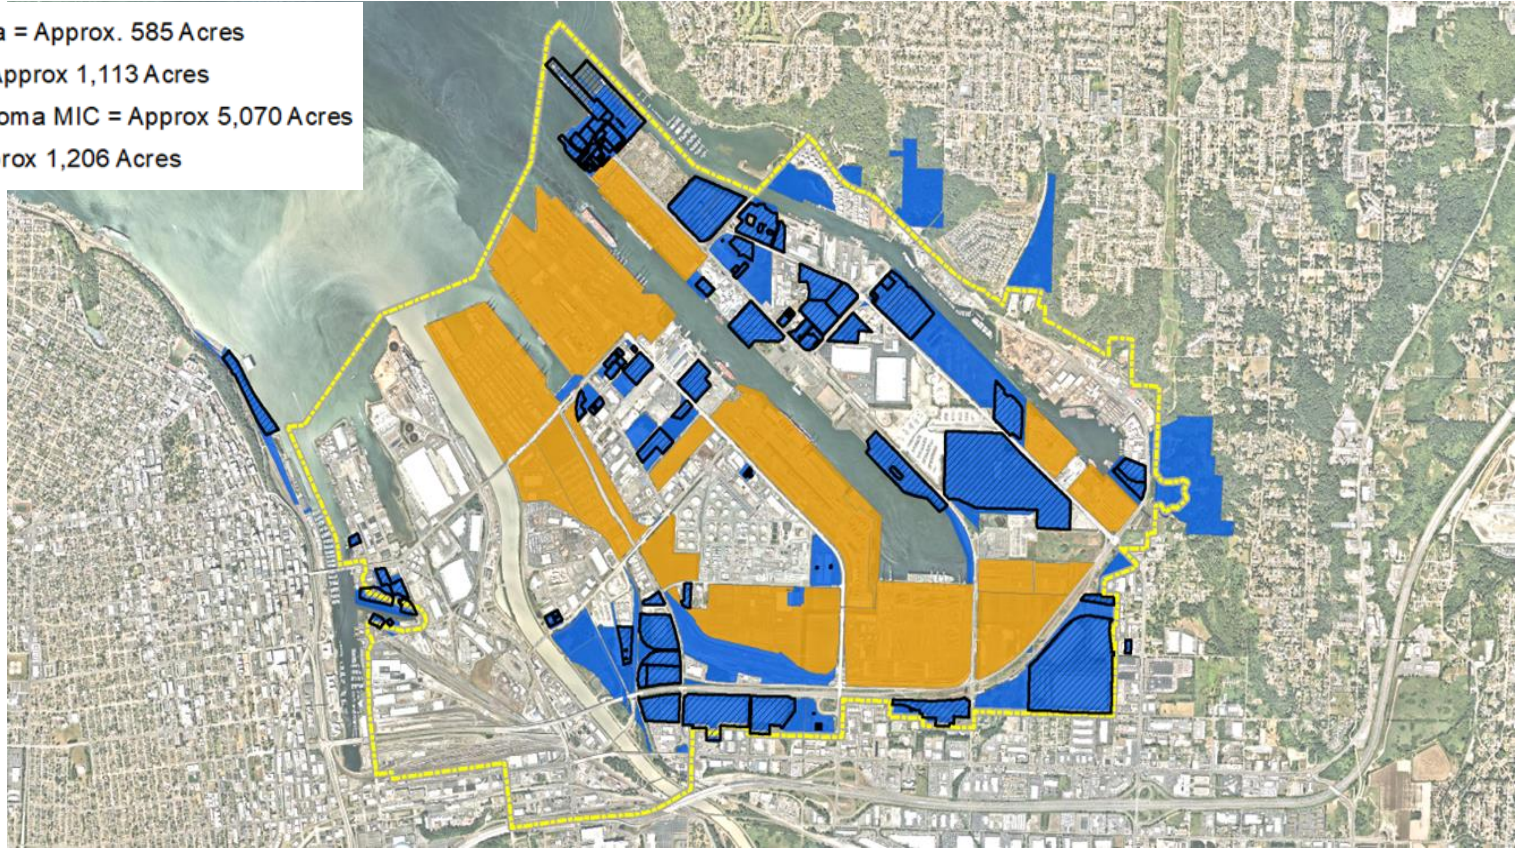 a = Approx. 585 Acres
Approx 1,113 Acres
oma MIC = Approx 5,070 Acres
rox 1,206 Acres